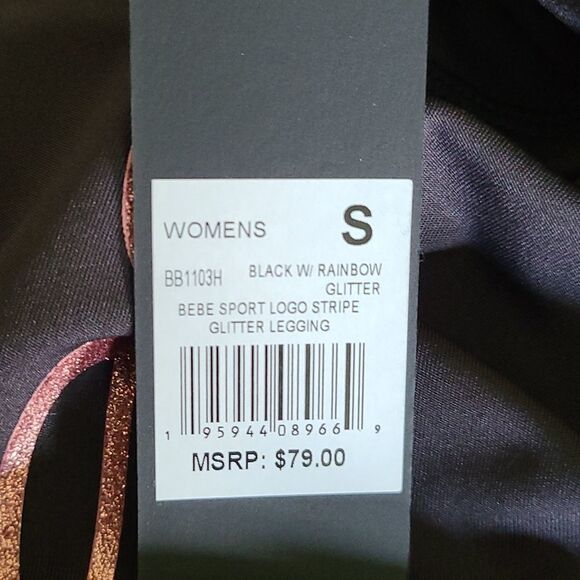 WOMENS S
BB1103H BLACK W/ RAINBOW
GLITTER
BEBE SPORT LOGO STRIPE
GLITTER LEGGING
1 95944 08966 9
MSRP: $79.00